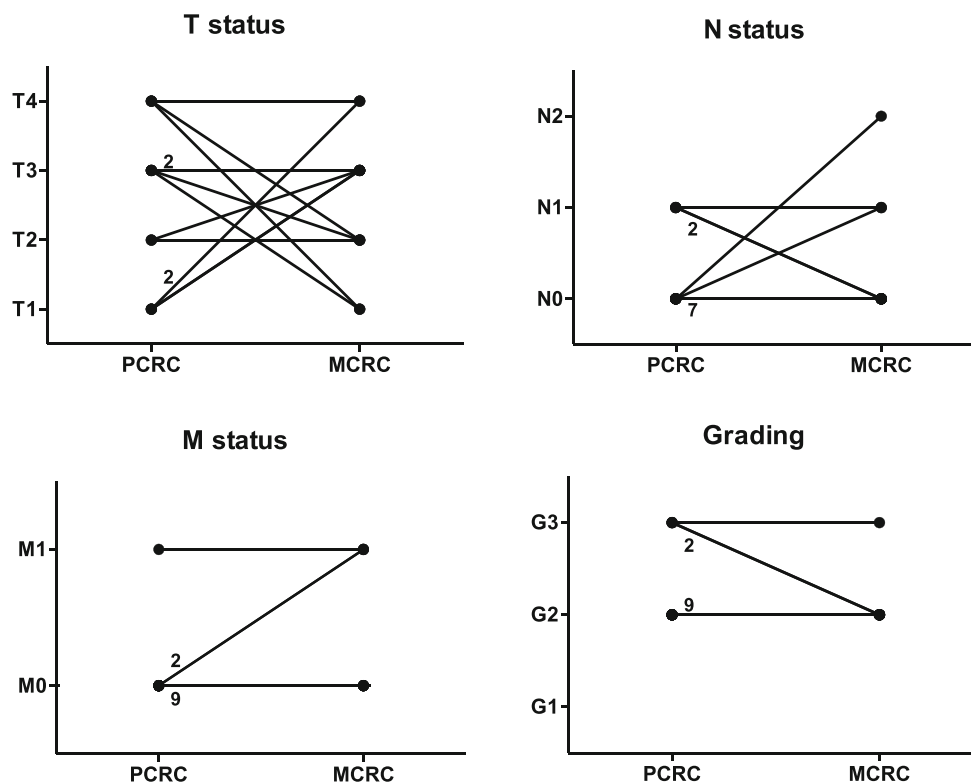 T status
T4
T3
T2
T1
2
2
PCRC
MCRC
N status
N2
N1
N0
2
7
PCRC
MCRC
M status
M1
M0
2
9
PCRC
MCRC
Grading
G3
G2
G1
2
9
PCRC
MCRC